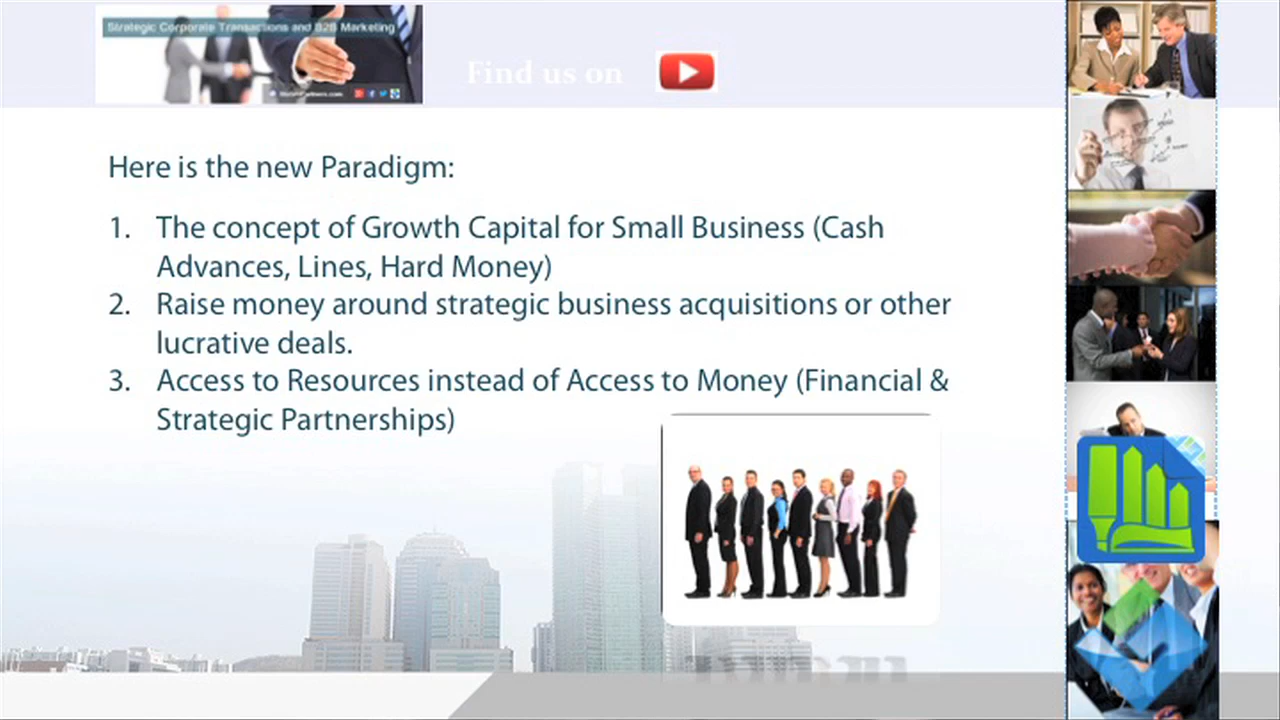 Strategic Corporate Transactions and B2B Marketing
Find us on
Here is the new Paradigm:
1. The concept of Growth Capital for Small Business (Cash
Advances, Lines, Hard Money)
2. Raise money around strategic business acquisitions or other
lucrative deals.
3. Access to Resources instead of Access to Money (Financial &
Strategic Partnerships)